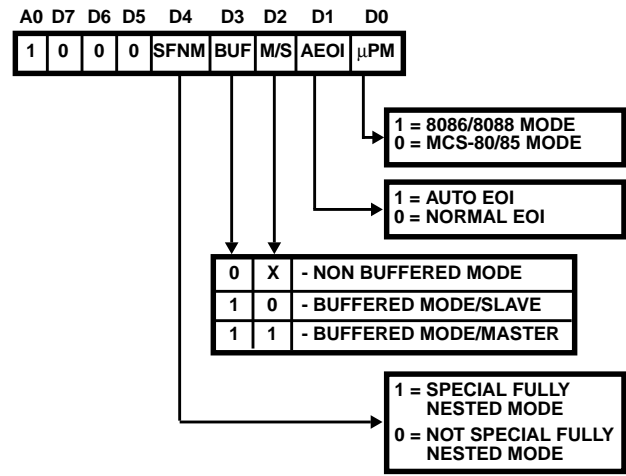 A0 D7 D6 D5 D4 D3 D2 D1 D0
1 0 0 0 SFNM BUF M/S AEOI μPM
1 = 8086/8088 MODE
0 = MCS-80/85 MODE
1 = AUTO EOI
0 = NORMAL EOI
0 X - NON BUFFERED MODE
1 0 - BUFFERED MODE/SLAVE
1 1 - BUFFERED MODE/MASTER
1 = SPECIAL FULLY
NESTED MODE
0 = NOT SPECIAL FULLY
NESTED MODE